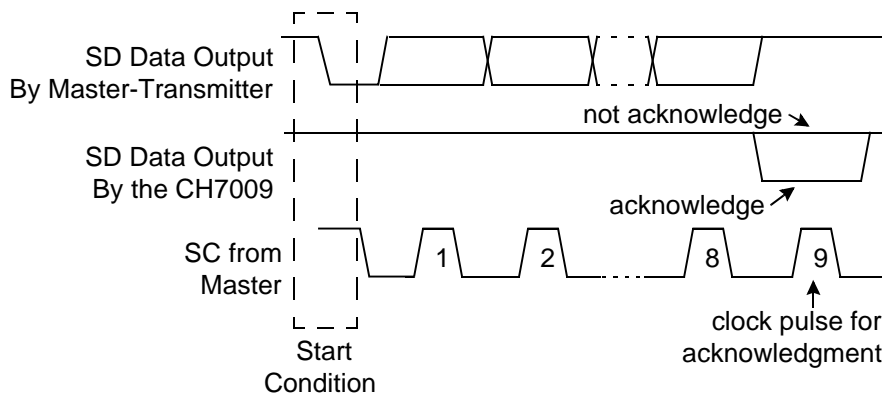 SD Data Output
By Master-Transmitter
not acknowledge
SD Data Output
By the CH7009
acknowledge
SC from
Master
1
2
8
9
clock pulse for
acknowledgment
Start
Condition